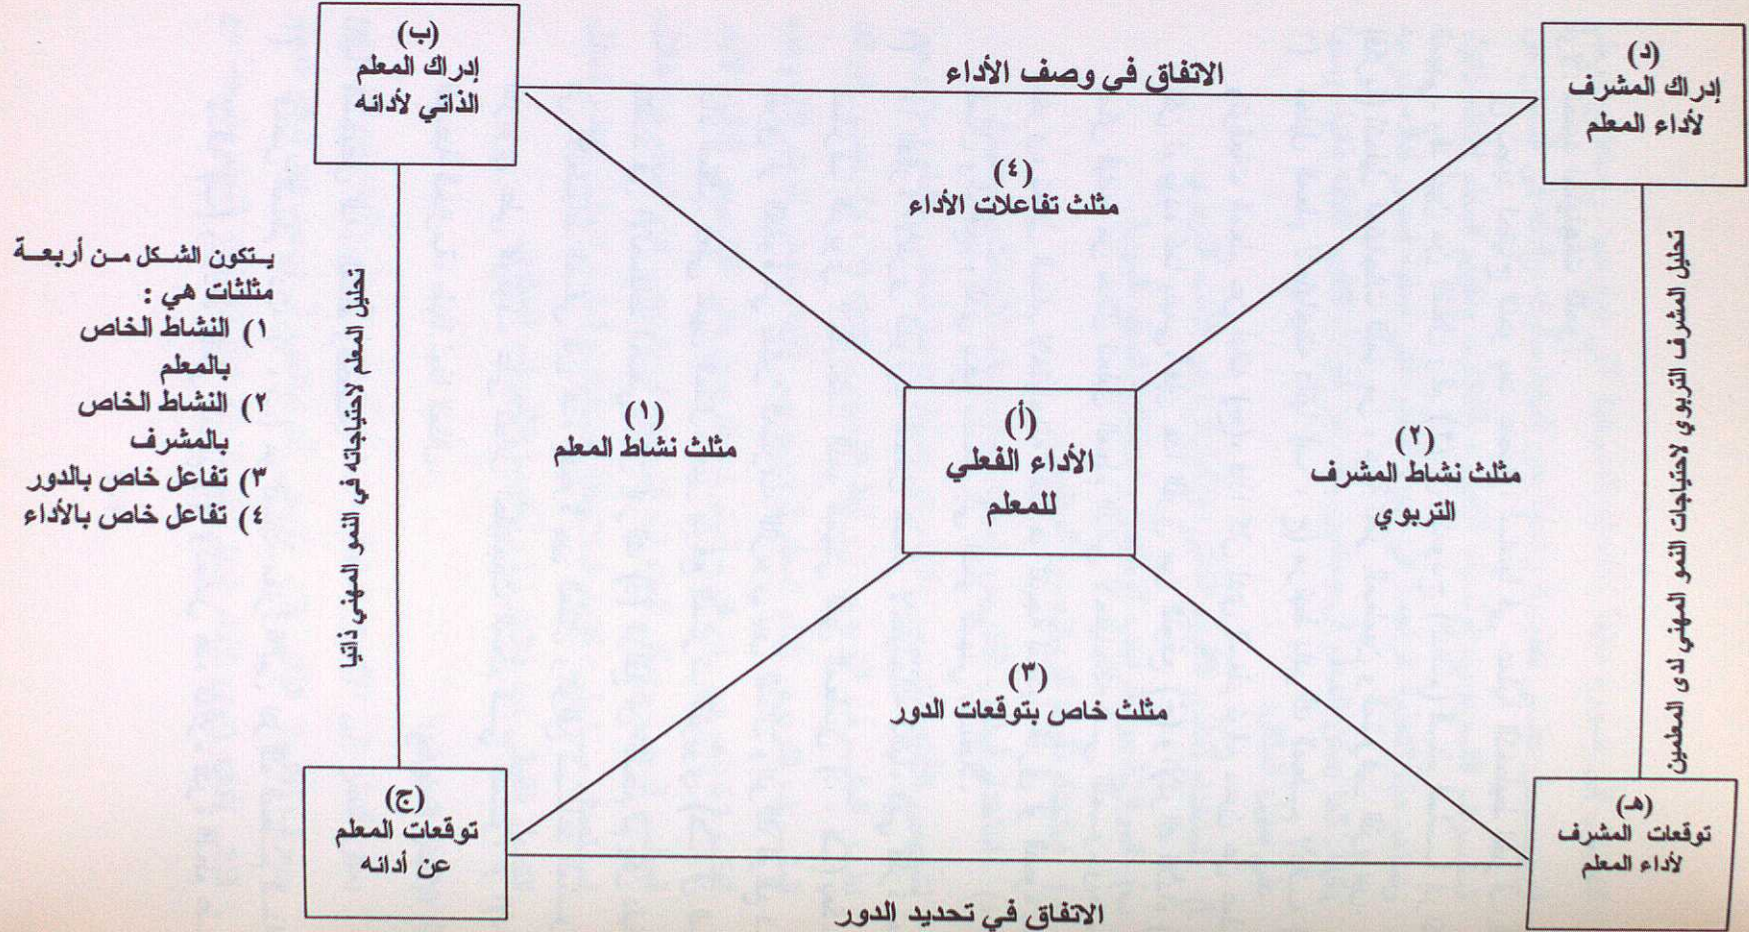 (د)
إدراك المشرف
لأداء المعلم
الاتفاق في وصف الأداء
(ب)
إدراك المعلم
الذاتي لأدائه
(٤)
مثلث تفاعلات الأداء
تحليل المشرف التربوي لاحتياجات النمو المهني لدى المعلمين
(٢)
مثلث نشاط المشرف
التربوي
(أ)
الأداء الفعلي
للمعلم
(١)
مثلث نشاط المعلم
تحليل المعلم لاحتياجاته في النمو المهني ذاتيا
يتكون الشكل من أربعة
مثلثات هي :
١) النشاط الخاص
بالمعلم
٢) النشاط الخاص
بالمشرف
٣) تفاعل خاص بالدور
٤) تفاعل خاص بالأداء
(٣)
مثلث خاص بتوقعات الدور
(هـ)
توقعات المشرف
لأداء المعلم
(ج)
توقعات المعلم
عن أدائه
الاتفاق في تحديد الدور